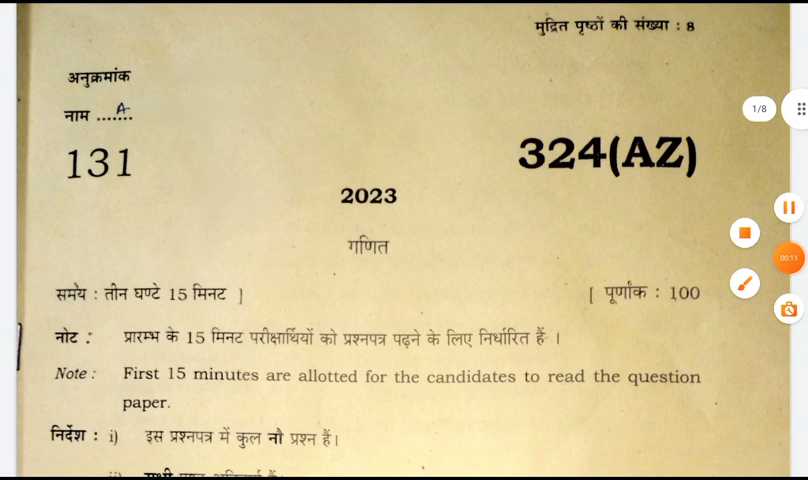 मुद्रित पृष्ठों की संख्या : 8
अनुक्रमांक
नाम ....... A
1/8
131
324(AZ)
2023
गणित
00:11
समय : तीन घण्टे 15 मिनट ]
[ पूर्णांक : 100
नोट : प्रारम्भ के 15 मिनट परीक्षार्थियों को प्रश्नपत्र पढ़ने के लिए निर्धारित हैं ।
Note : First 15 minutes are allotted for the candidates to read the question
paper.
निर्देश : i) इस प्रश्नपत्र में कुल नौ प्रश्न हैं।